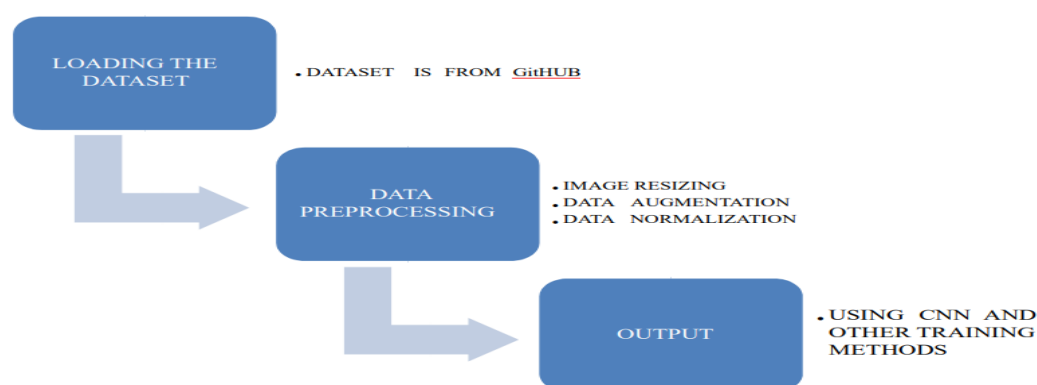 LOADING THE
DATASET
• DATASET IS FROM GitHUB
DATA
PREPROCESSING
• IMAGE RESIZING
• DATA AUGMENTATION
• DATA NORMALIZATION
OUTPUT
• USING CNN AND
OTHER TRAINING
METHODS